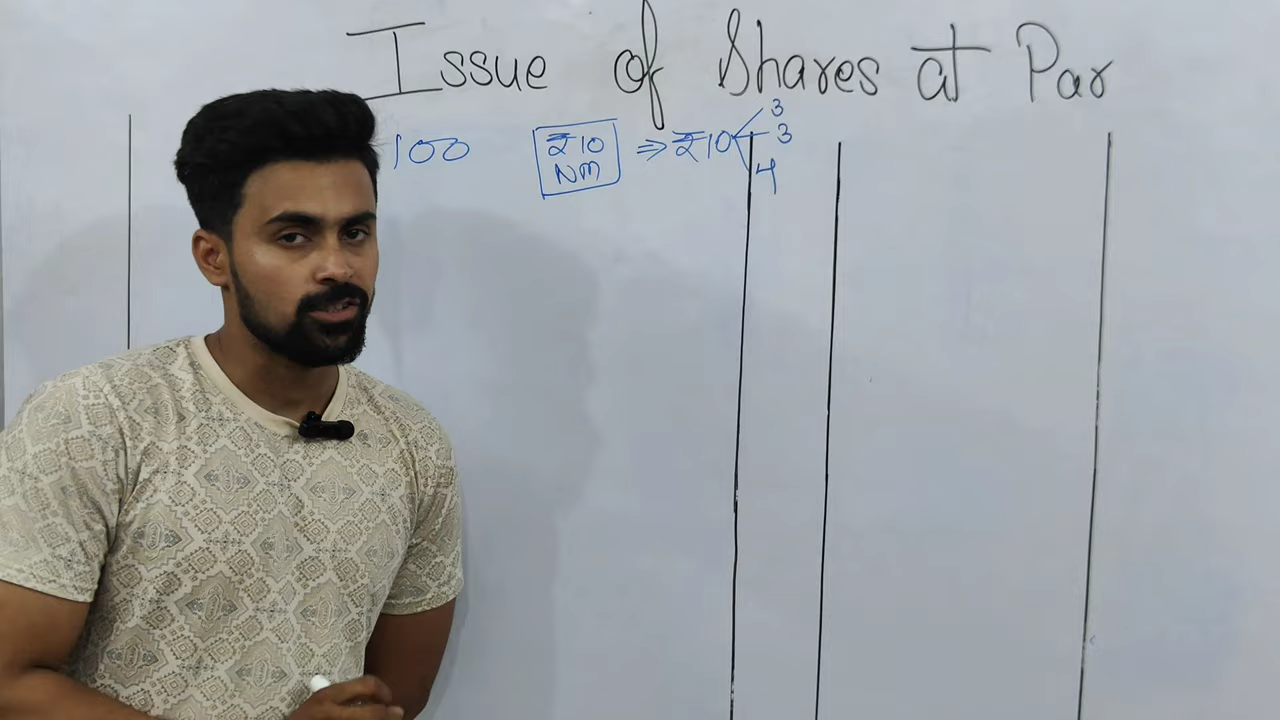 Issue of Shares at Par
100 ₹10 ⇒ ₹10 3
NM 3
4